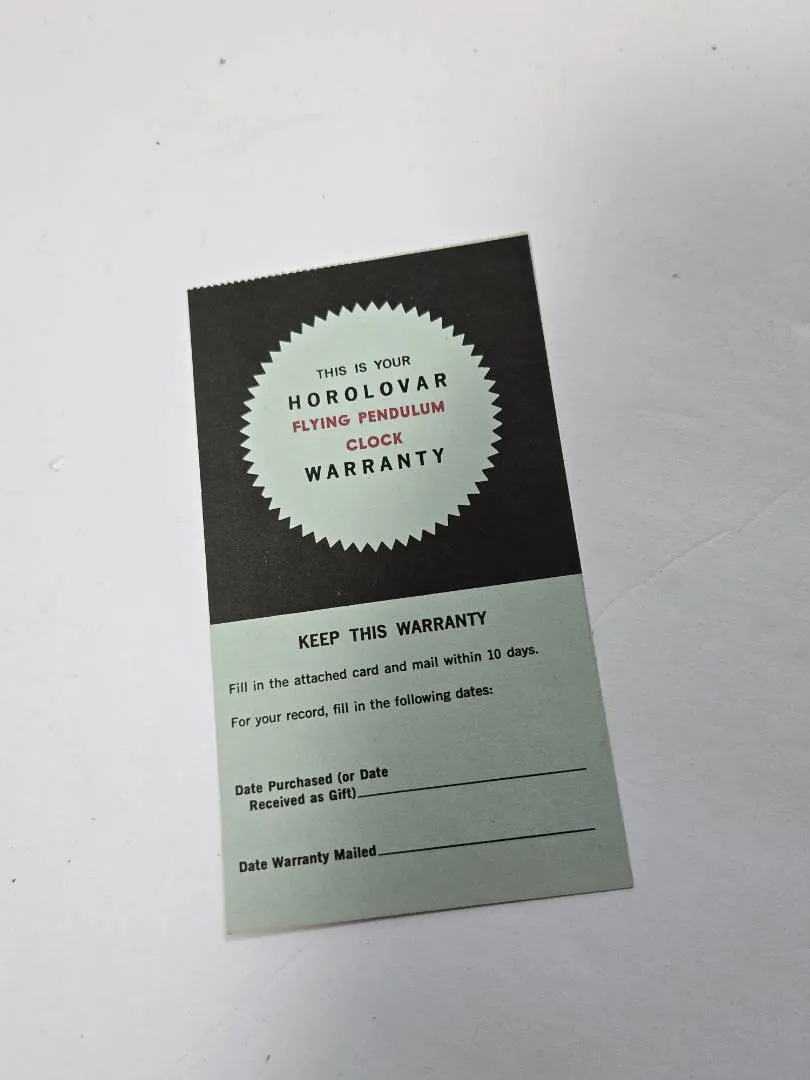 THIS IS YOUR
HOROLOVAR
FLYING PENDULUM
CLOCK
WARRANTY
KEEP THIS WARRANTY
Fill in the attached card and mail within 10 days.
For your record, fill in the following dates:
Date Purchased (or Date
Received as Gift)
Date Warranty Mailed